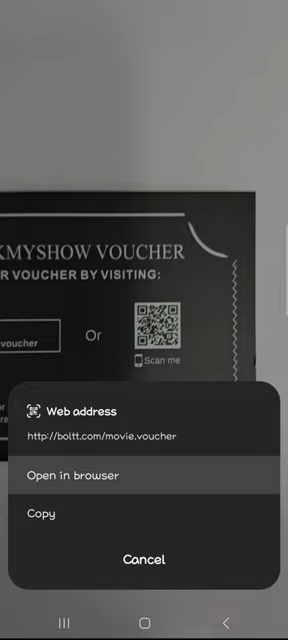 KMYSHOW VOUCHER
R VOUCHER BY VISITING:
voucher
Or
Scan me
Web address
http://boltt.com/movie.voucher
Open in browser
Copy
Cancel